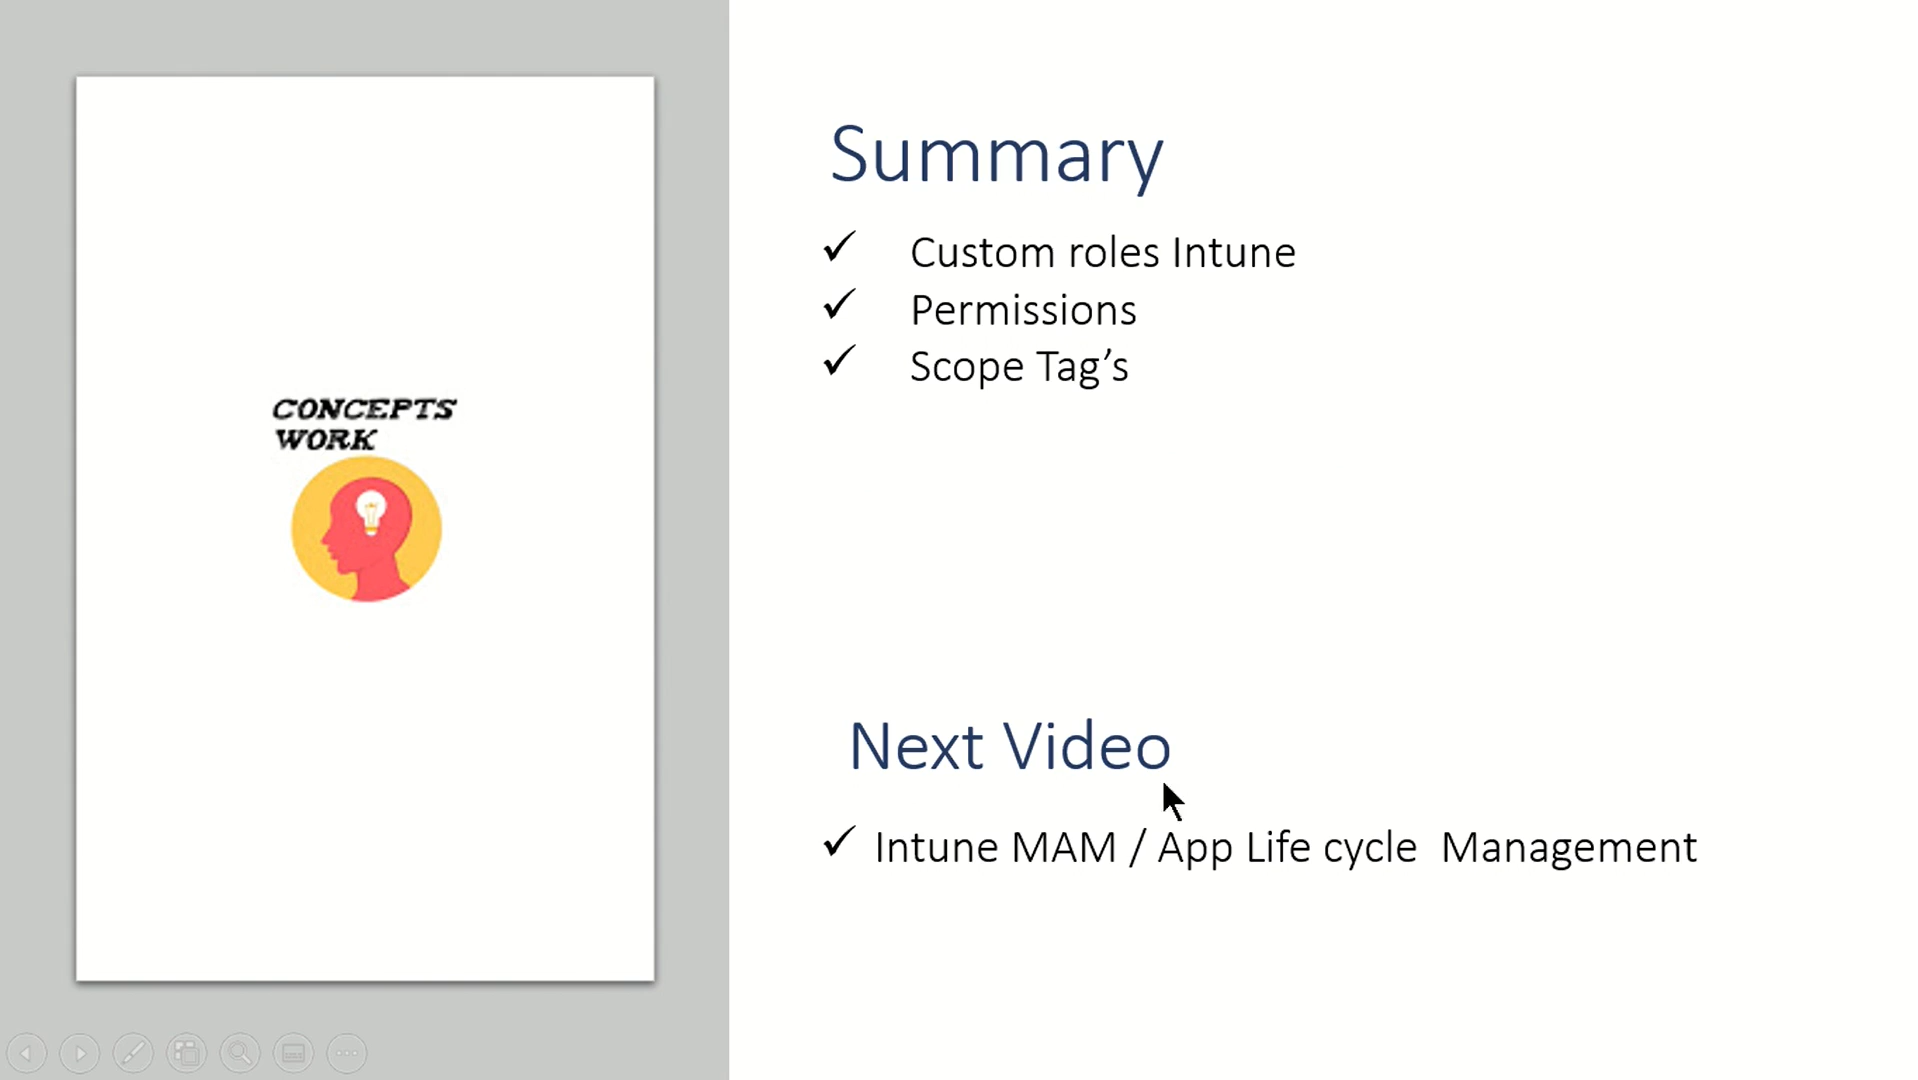 CONCEPTS
WORK
Summary
✓ Custom roles Intune
✓ Permissions
✓ Scope Tag’s
Next Video
✓ Intune MAM / App Life cycle  Management